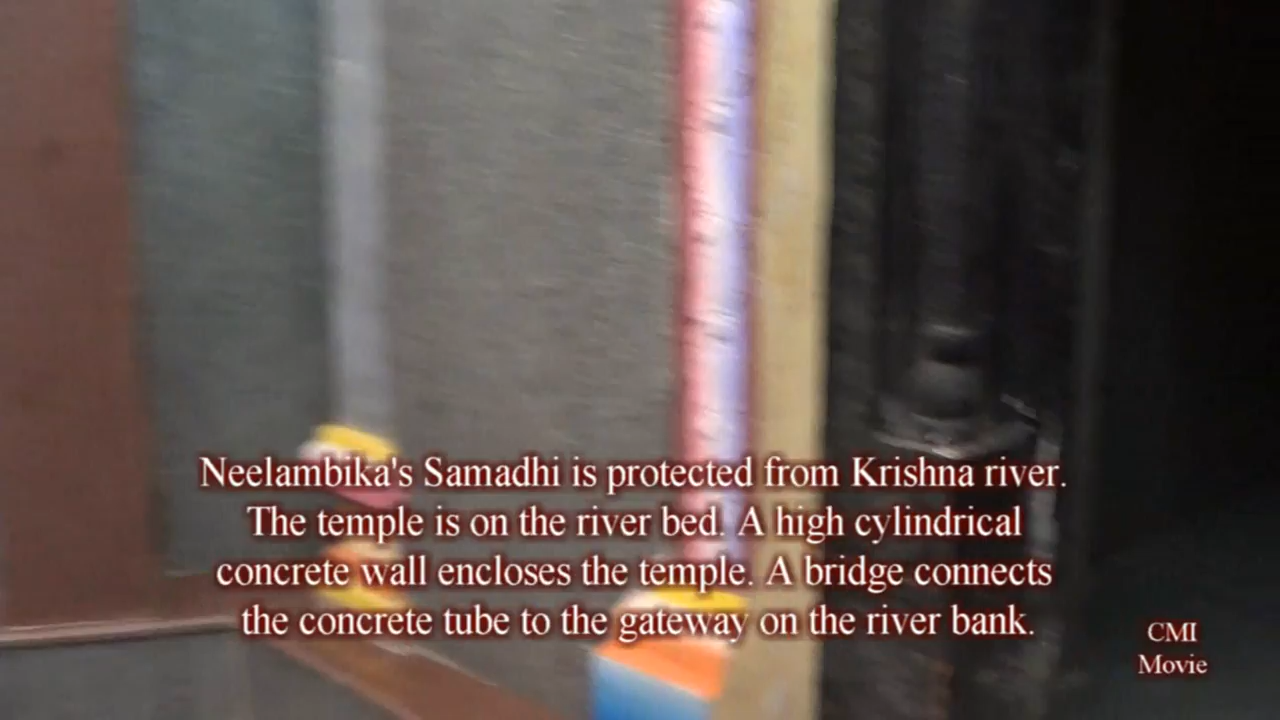 Neelambika's Samadhi is protected from Krishna river.
The temple is on the river bed. A high cylindrical
concrete wall encloses the temple. A bridge connects
the concrete tube to the gateway on the river bank.
CMI
Movie